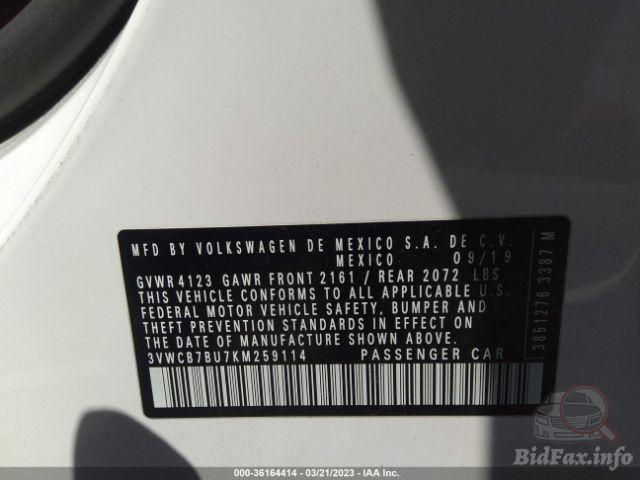 MFD BY VOLKSWAGEN DE MEXICO S.A. DE C.V.
MEXICO 09/19
GVWR 4123 GAWR FRONT 2161 / REAR 2072 LBS
THIS VEHICLE CONFORMS TO ALL APPLICABLE U.S.
FEDERAL MOTOR VEHICLE SAFETY, BUMPER AND
THEFT PREVENTION STANDARDS IN EFFECT ON
THE DATE OF MANUFACTURE SHOWN ABOVE.
3VWCB7BU7KM259114 PASSENGER CAR
3851276 3387 M
BidFax.info
000-36164414 - 03/21/2023 - IAA Inc.